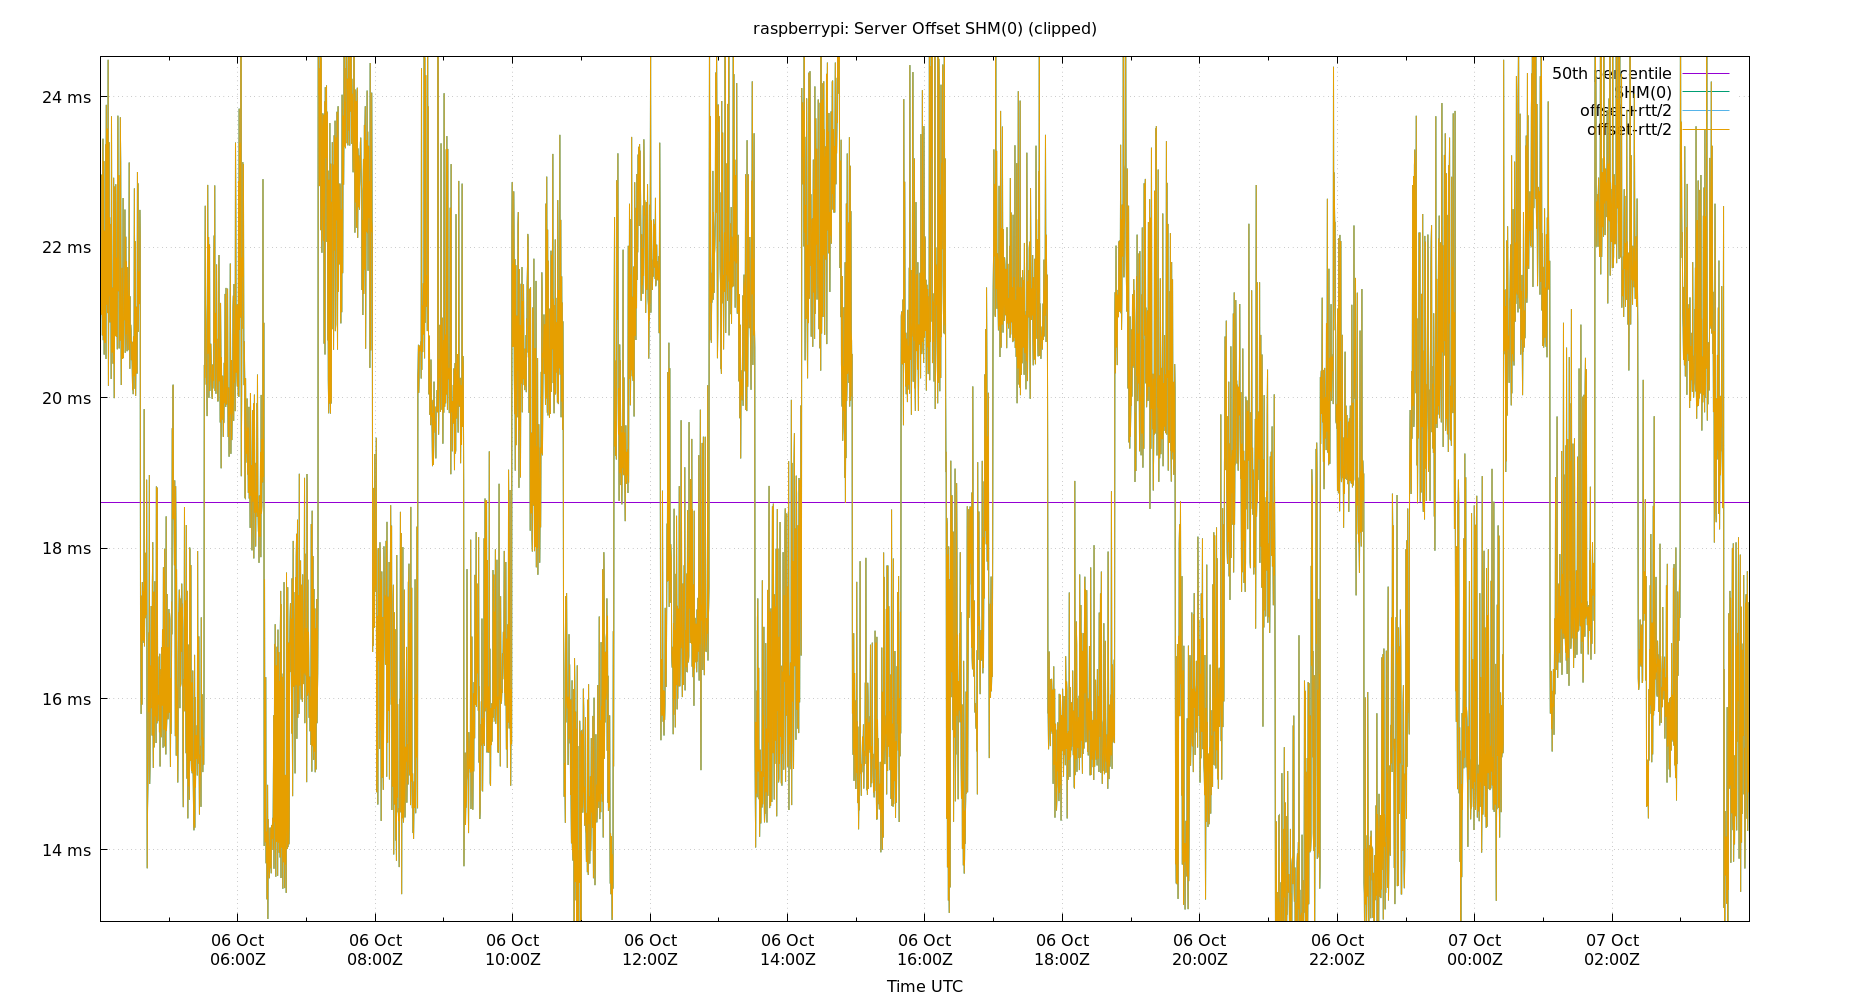 raspberrypi: Server Offset SHM(0) (clipped)
50th percentile
SHM(0)
offset+rtt/2
offset-rtt/2
24 ms
22 ms
20 ms
18 ms
16 ms
14 ms
06 Oct 06 Oct 06 Oct 06 Oct 06 Oct 06 Oct 06 Oct 06 Oct 06 Oct 07 Oct 07 Oct
06:00Z 08:00Z 10:00Z 12:00Z 14:00Z 16:00Z 18:00Z 20:00Z 22:00Z 00:00Z 02:00Z
Time UTC